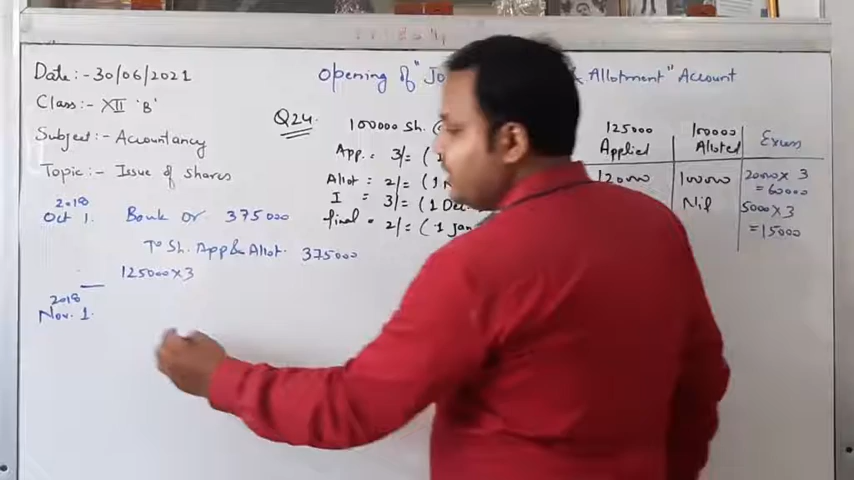 Date :- 30/06/2021
Class :- XII 'B'
Subject :- Accountancy
Topic :- Issue of shares
Opening of "Jo & Allotment" Account
Q24. 100000 Sh.
App. = 3/= (1
Allot = 2/= (1 N
I = 3/= (1 Dec
final = 2/= (1 Jan
125000 Applied 100000 Alloted Excess
120000 100000 20000 x 3 = 60000
Nil 5000 x 3 = 15000
2018
Oct 1. Bank Dr 375000
To Sh. App & Allot. 375000
125000 x 3
2018
Nov. 1.